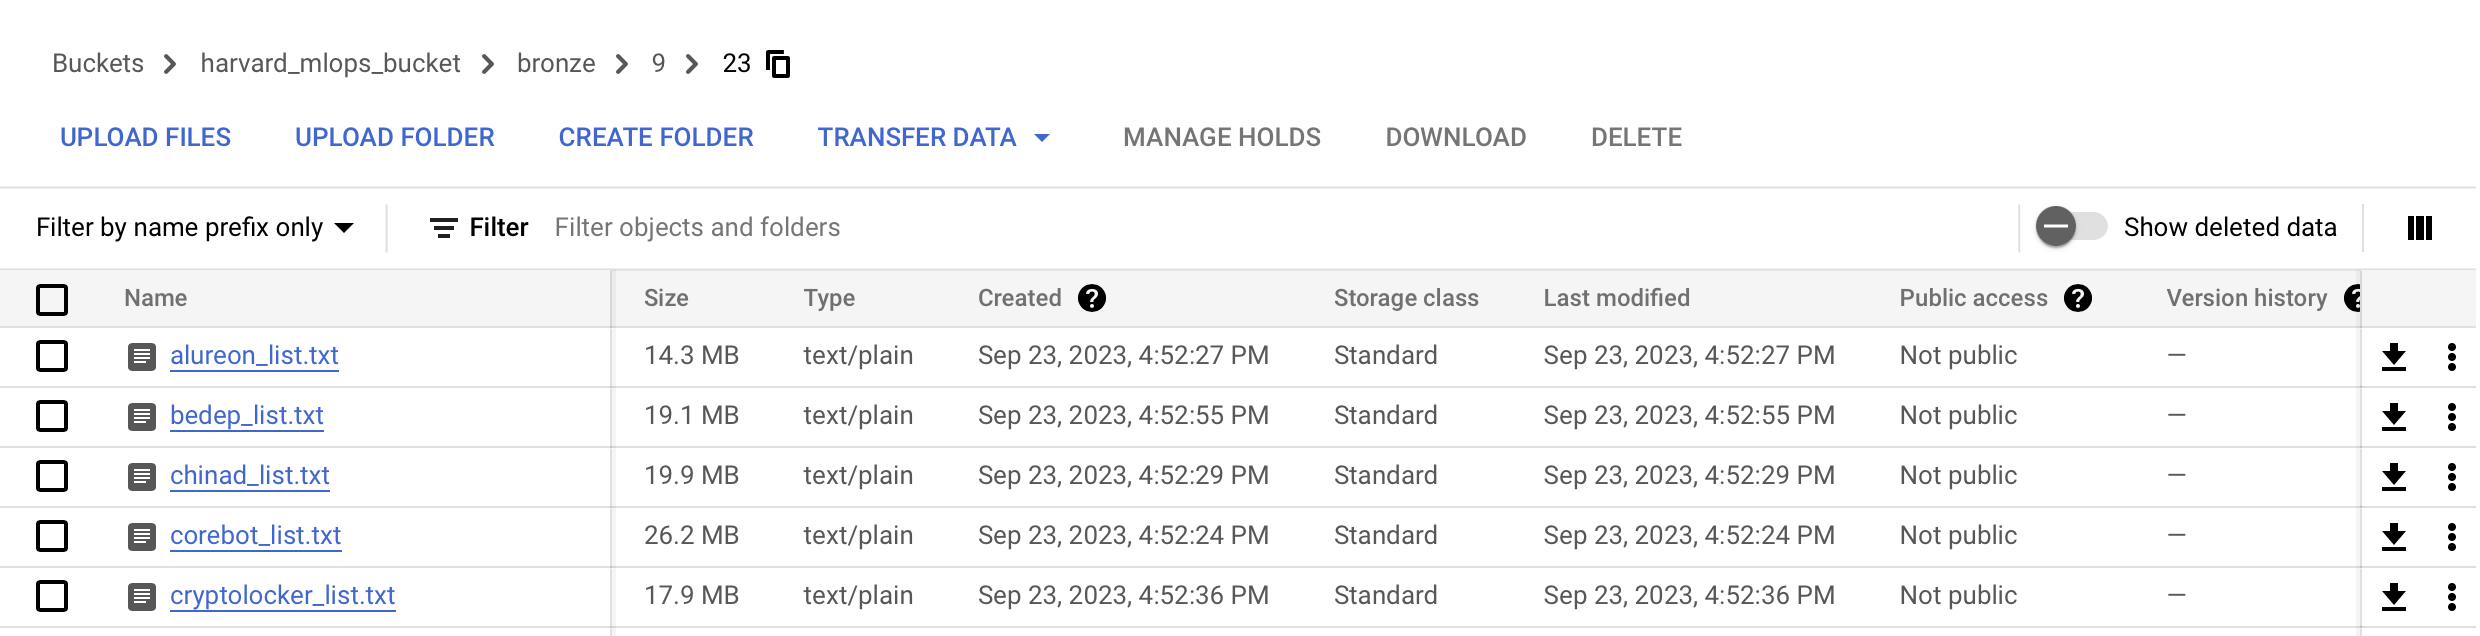 Buckets > harvard_mlops_bucket > bronze > 9 > 23
UPLOAD FILES UPLOAD FOLDER CREATE FOLDER TRANSFER DATA MANAGE HOLDS DOWNLOAD DELETE
Filter by name prefix only Filter Filter objects and folders Show deleted data
Name Size Type Created ? Storage class Last modified Public access ? Version history ?
alureon_list.txt 14.3 MB text/plain Sep 23, 2023, 4:52:27 PM Standard Sep 23, 2023, 4:52:27 PM Not public —
bedep_list.txt 19.1 MB text/plain Sep 23, 2023, 4:52:55 PM Standard Sep 23, 2023, 4:52:55 PM Not public —
chinad_list.txt 19.9 MB text/plain Sep 23, 2023, 4:52:29 PM Standard Sep 23, 2023, 4:52:29 PM Not public —
corebot_list.txt 26.2 MB text/plain Sep 23, 2023, 4:52:24 PM Standard Sep 23, 2023, 4:52:24 PM Not public —
cryptolocker_list.txt 17.9 MB text/plain Sep 23, 2023, 4:52:36 PM Standard Sep 23, 2023, 4:52:36 PM Not public —